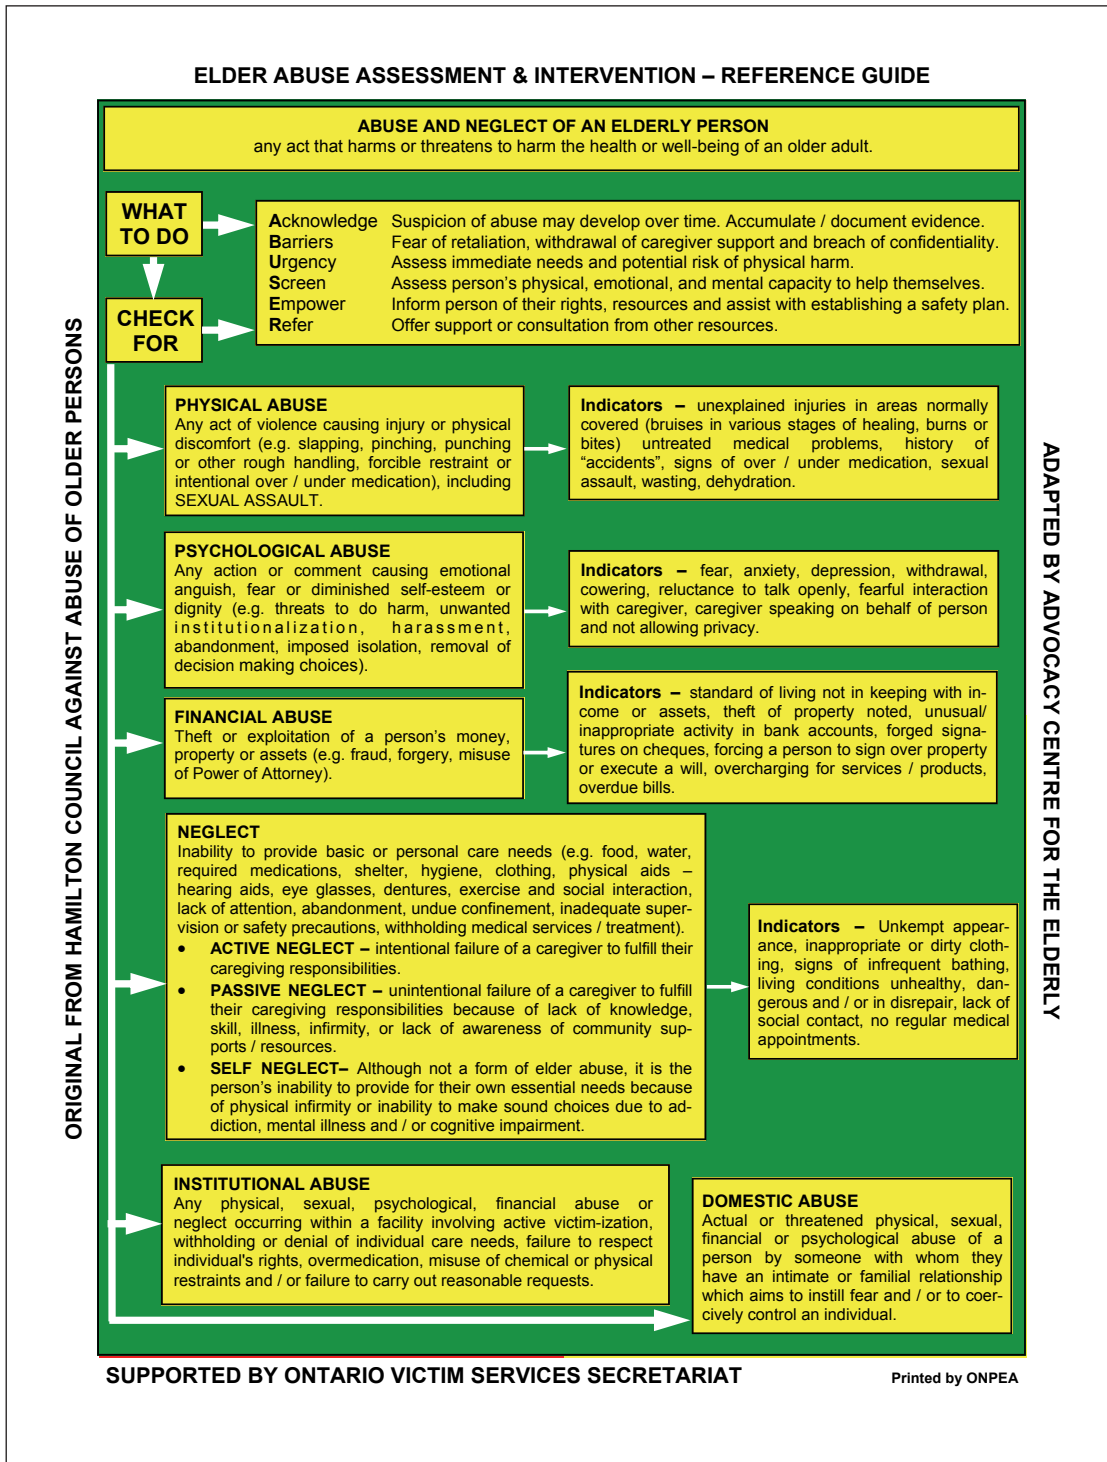 ELDER ABUSE ASSESSMENT & INTERVENTION – REFERENCE GUIDE
ABUSE AND NEGLECT OF AN ELDERLY PERSON
any act that harms or threatens to harm the health or well-being of an older adult.
WHAT
TO DO
Acknowledge Suspicion of abuse may develop over time. Accumulate / document evidence.
Barriers Fear of retaliation, withdrawal of caregiver support and breach of confidentiality.
Urgency Assess immediate needs and potential risk of physical harm.
Screen Assess person's physical, emotional, and mental capacity to help themselves.
Empower Inform person of their rights, resources and assist with establishing a safety plan.
Refer Offer support or consultation from other resources.
CHECK
FOR
PHYSICAL ABUSE
Any act of violence causing injury or physical
discomfort (e.g. slapping, pinching, punching
or other rough handling, forcible restraint or
intentional over / under medication), including
SEXUAL ASSAULT.
Indicators – unexplained injuries in areas normally
covered (bruises in various stages of healing, burns or
bites) untreated medical problems, history of
“accidents”, signs of over / under medication, sexual
assault, wasting, dehydration.
PSYCHOLOGICAL ABUSE
Any action or comment causing emotional
anguish, fear or diminished self-esteem or
dignity (e.g. threats to do harm, unwanted
institutionalization, harassment,
abandonment, imposed isolation, removal of
decision making choices).
Indicators – fear, anxiety, depression, withdrawal,
cowering, reluctance to talk openly, fearful interaction
with caregiver, caregiver speaking on behalf of person
and not allowing privacy.
FINANCIAL ABUSE
Theft or exploitation of a person's money,
property or assets (e.g. fraud, forgery, misuse
of Power of Attorney).
Indicators – standard of living not in keeping with in-
come or assets, theft of property noted, unusual/
inappropriate activity in bank accounts, forged signa-
tures on cheques, forcing a person to sign over property
or execute a will, overcharging for services / products,
overdue bills.
NEGLECT
Inability to provide basic or personal care needs (e.g. food, water,
required medications, shelter, hygiene, clothing, physical aids –
hearing aids, eye glasses, dentures, exercise and social interaction,
lack of attention, abandonment, undue confinement, inadequate super-
vision or safety precautions, withholding medical services / treatment).
• ACTIVE NEGLECT – intentional failure of a caregiver to fulfill their
caregiving responsibilities.
• PASSIVE NEGLECT – unintentional failure of a caregiver to fulfill
their caregiving responsibilities because of lack of knowledge,
skill, illness, infirmity, or lack of awareness of community sup-
ports / resources.
• SELF NEGLECT– Although not a form of elder abuse, it is the
person's inability to provide for their own essential needs because
of physical infirmity or inability to make sound choices due to ad-
diction, mental illness and / or cognitive impairment.
Indicators – Unkempt appear-
ance, inappropriate or dirty cloth-
ing, signs of infrequent bathing,
living conditions unhealthy, dan-
gerous and / or in disrepair, lack of
social contact, no regular medical
appointments.
INSTITUTIONAL ABUSE
Any physical, sexual, psychological, financial abuse or
neglect occurring within a facility involving active victim-ization,
withholding or denial of individual care needs, failure to respect
individual's rights, overmedication, misuse of chemical or physical
restraints and / or failure to carry out reasonable requests.
DOMESTIC ABUSE
Actual or threatened physical, sexual,
financial or psychological abuse of a
person by someone with whom they
have an intimate or familial relationship
which aims to instill fear and / or to coer-
cively control an individual.
ORIGINAL FROM HAMILTON COUNCIL AGAINST ABUSE OF OLDER PERSONS
ADAPTED BY ADVOCACY CENTRE FOR THE ELDERLY
SUPPORTED BY ONTARIO VICTIM SERVICES SECRETARIAT
Printed by ONPEA